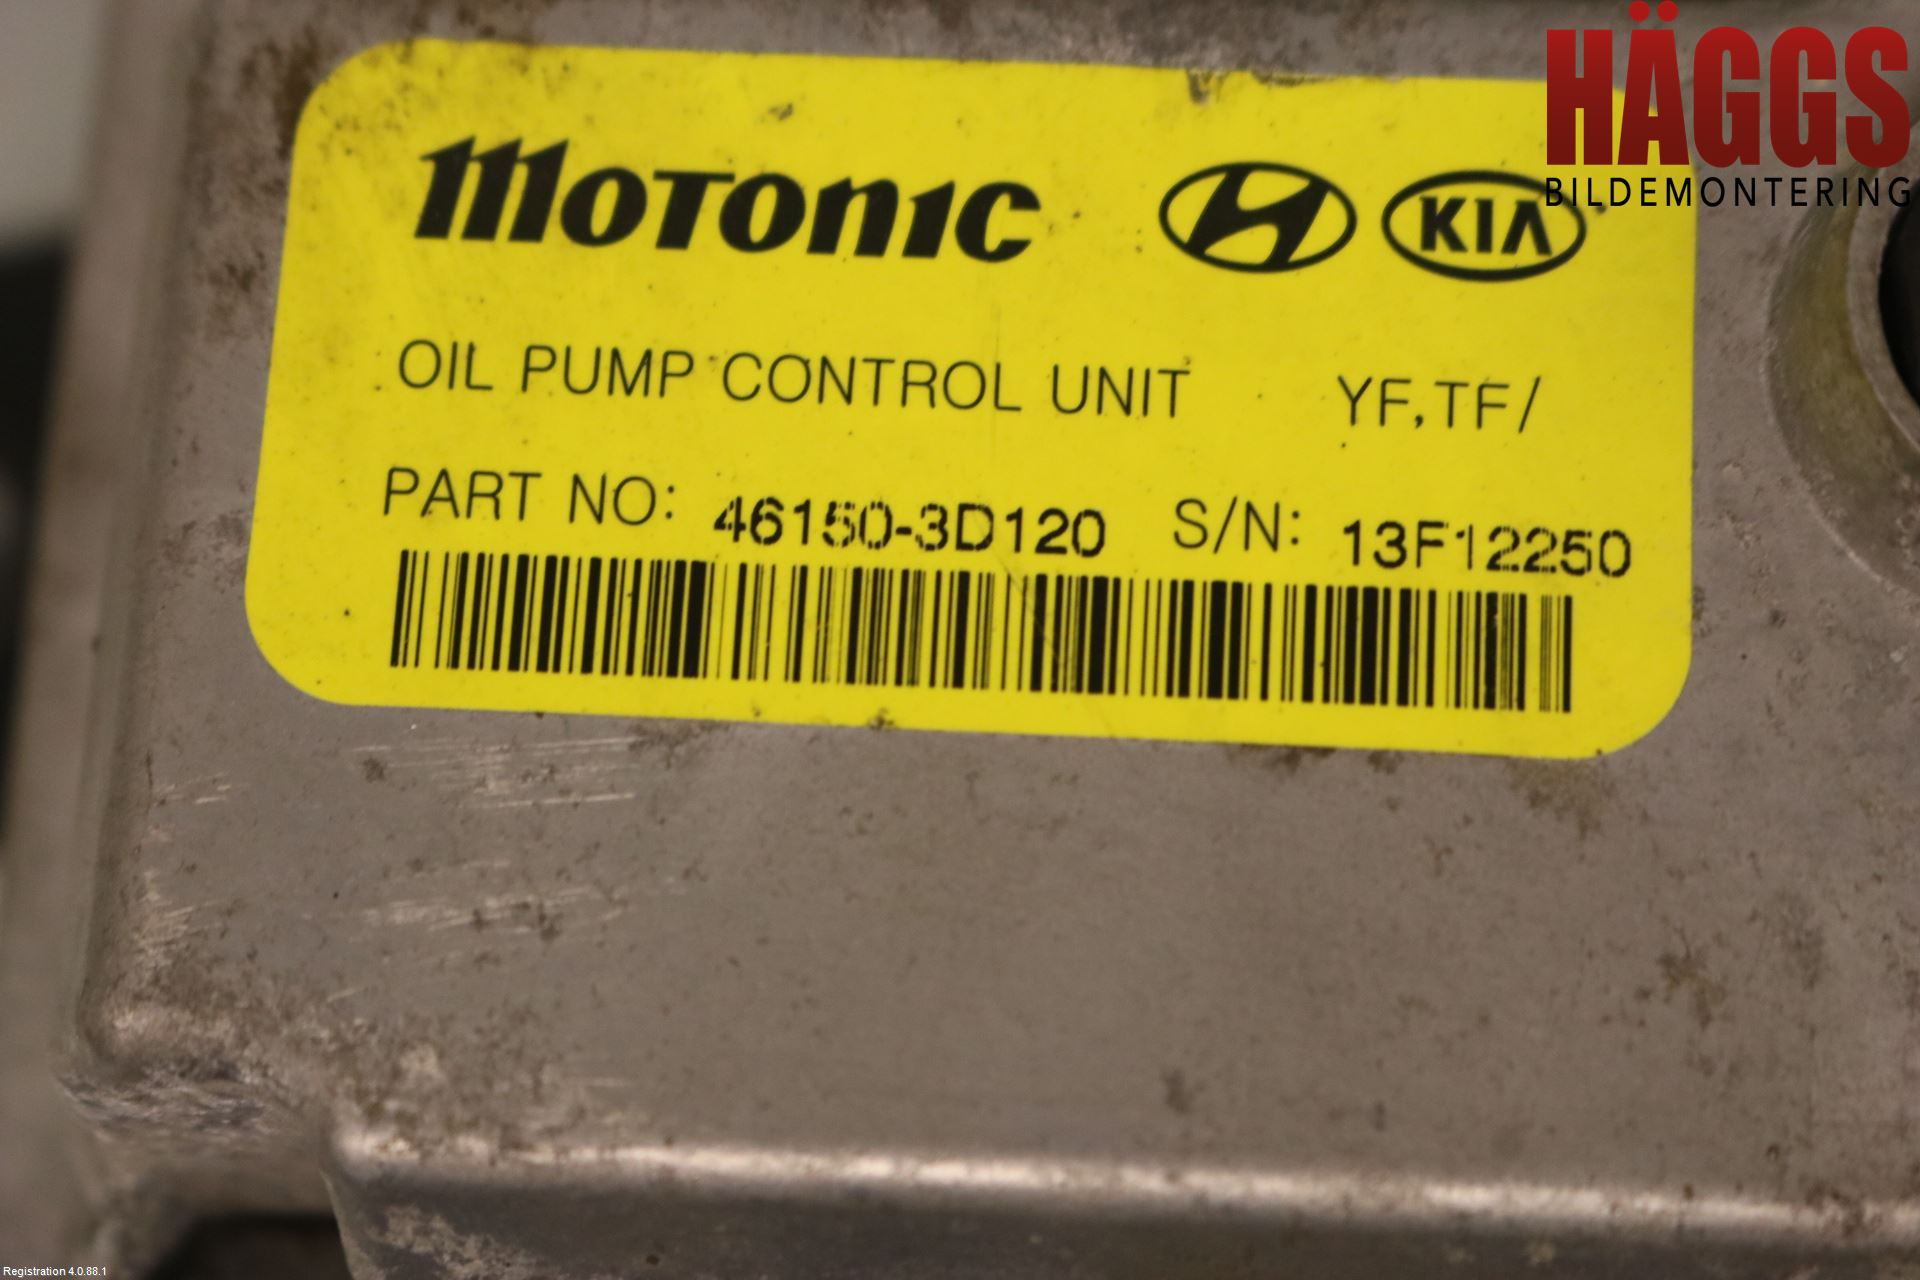 HÄGGS
BILDEMONTERING
MOTONIC KIA
OIL PUMP CONTROL UNIT YF,TF/
PART NO: 46150-3D120 S/N: 13F12250
Registration 4.0.88.1